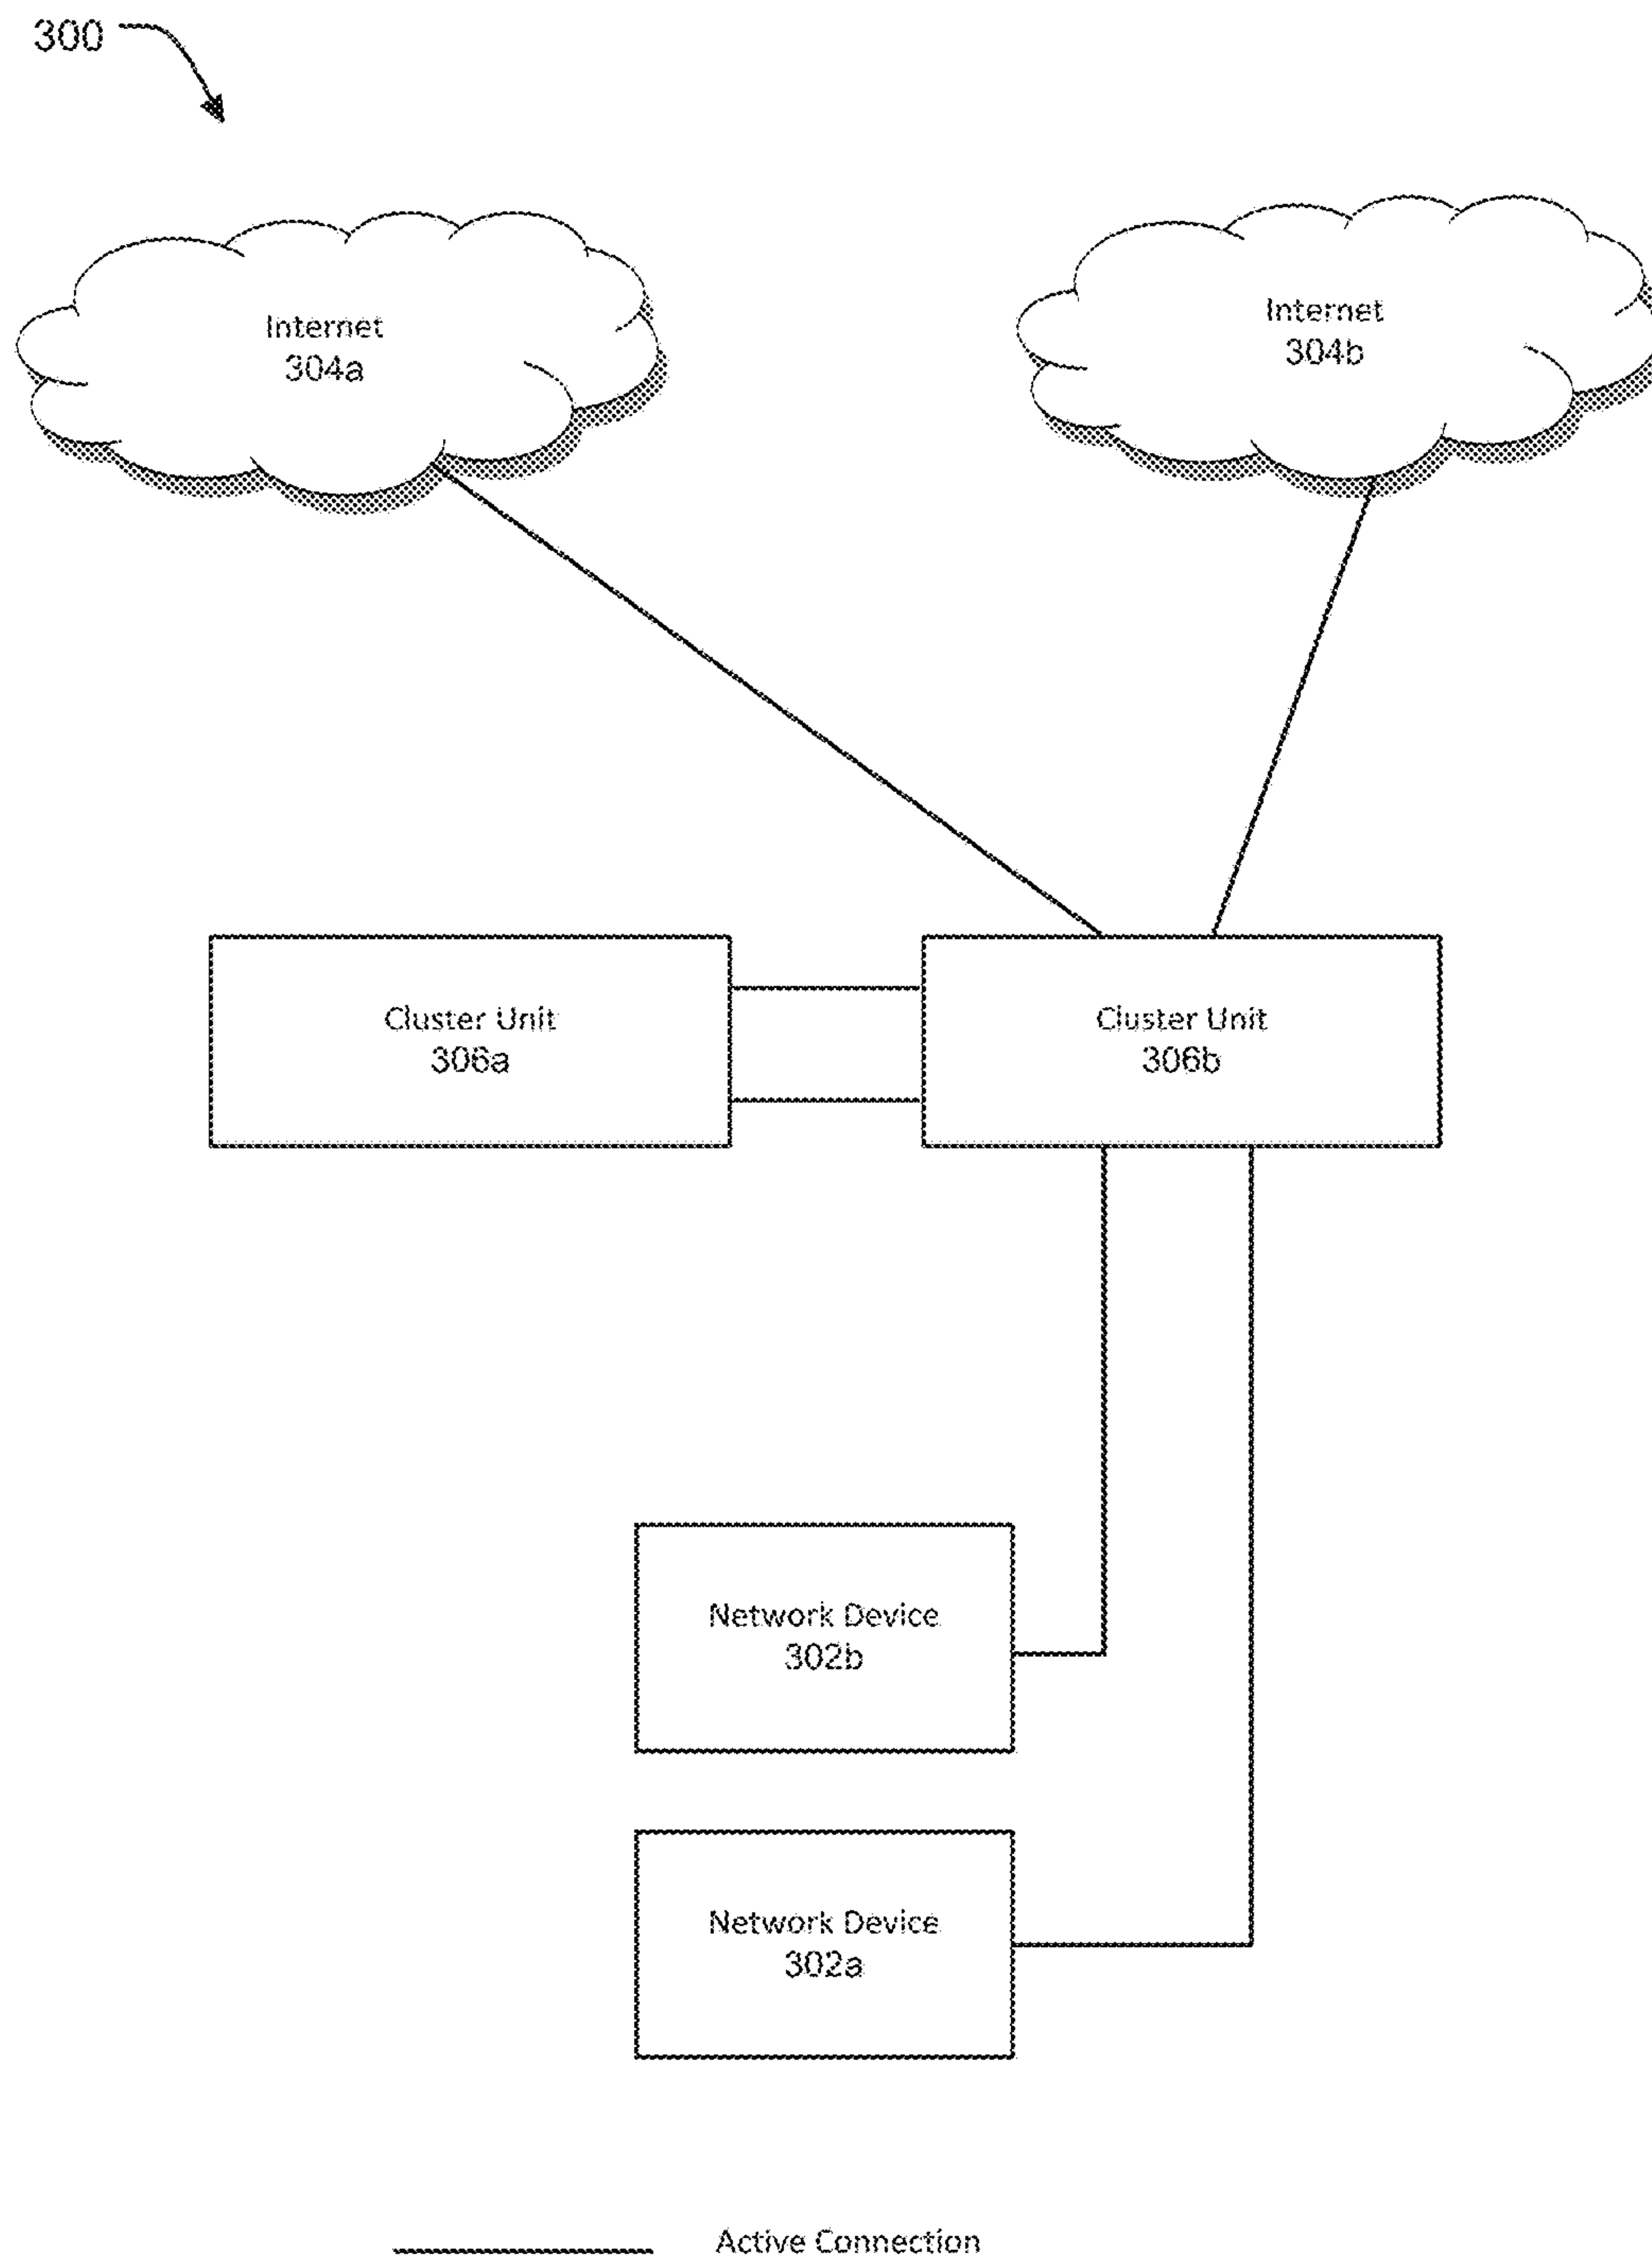 300
Internet
304a
Internet
304b
Cluster Unit
306a
Cluster Unit
306b
Network Device
302b
Network Device
302a
Active Connection